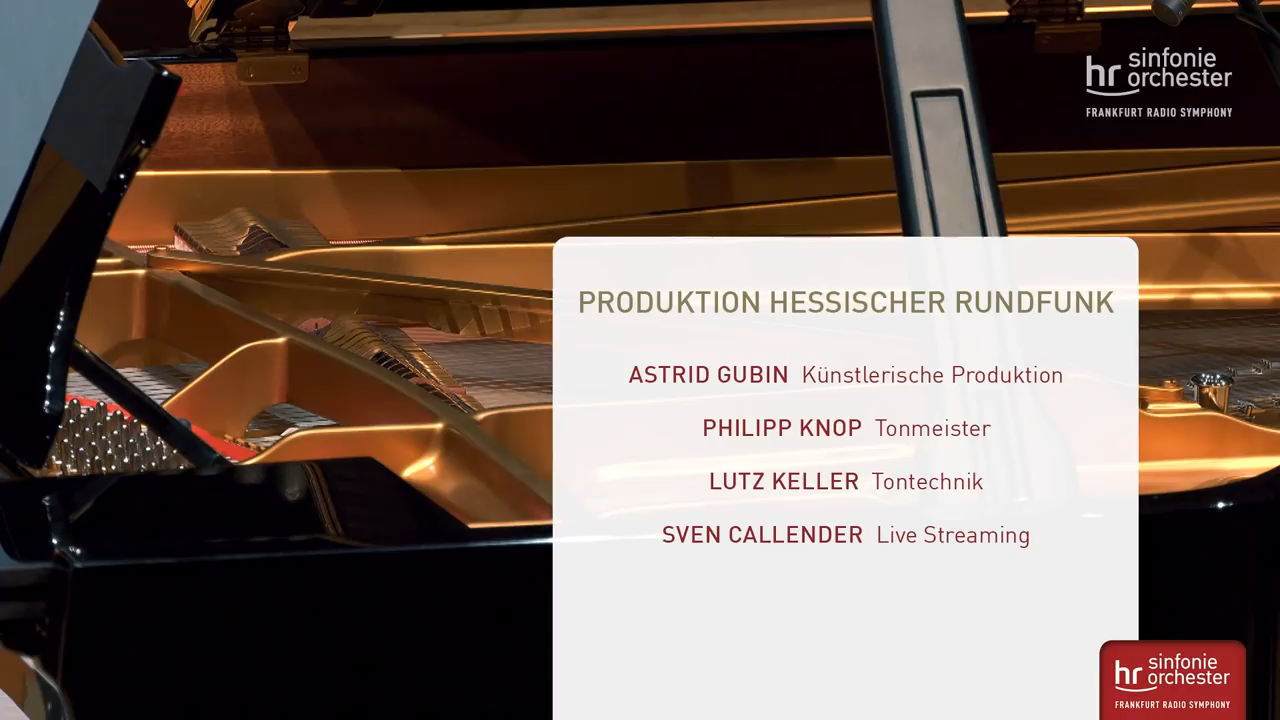 hr sinfonie
orchester
FRANKFURT RADIO SYMPHONY
PRODUKTION HESSISCHER RUNDFUNK
ASTRID GUBIN Künstlerische Produktion
PHILIPP KNOP Tonmeister
LUTZ KELLER Tontechnik
SVEN CALLENDER Live Streaming
hr sinfonie
orchester
FRANKFURT RADIO SYMPHONY